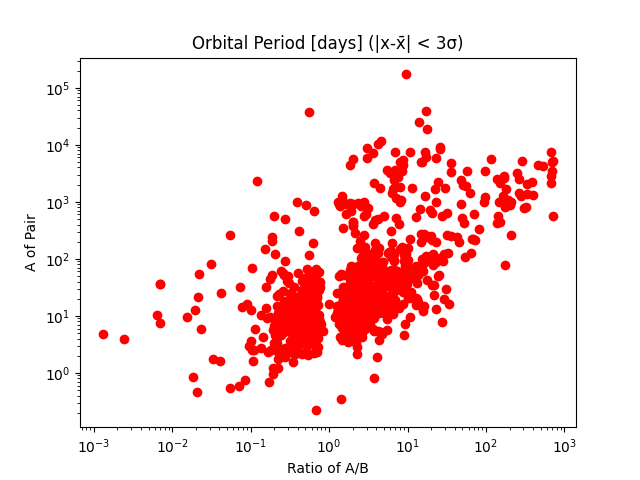 Orbital Period [days] (|x-x̄| < 3σ)
A of Pair
10⁵
10⁴
10³
10²
10¹
10⁰
10⁻³ 10⁻² 10⁻¹ 10⁰ 10¹ 10² 10³
Ratio of A/B